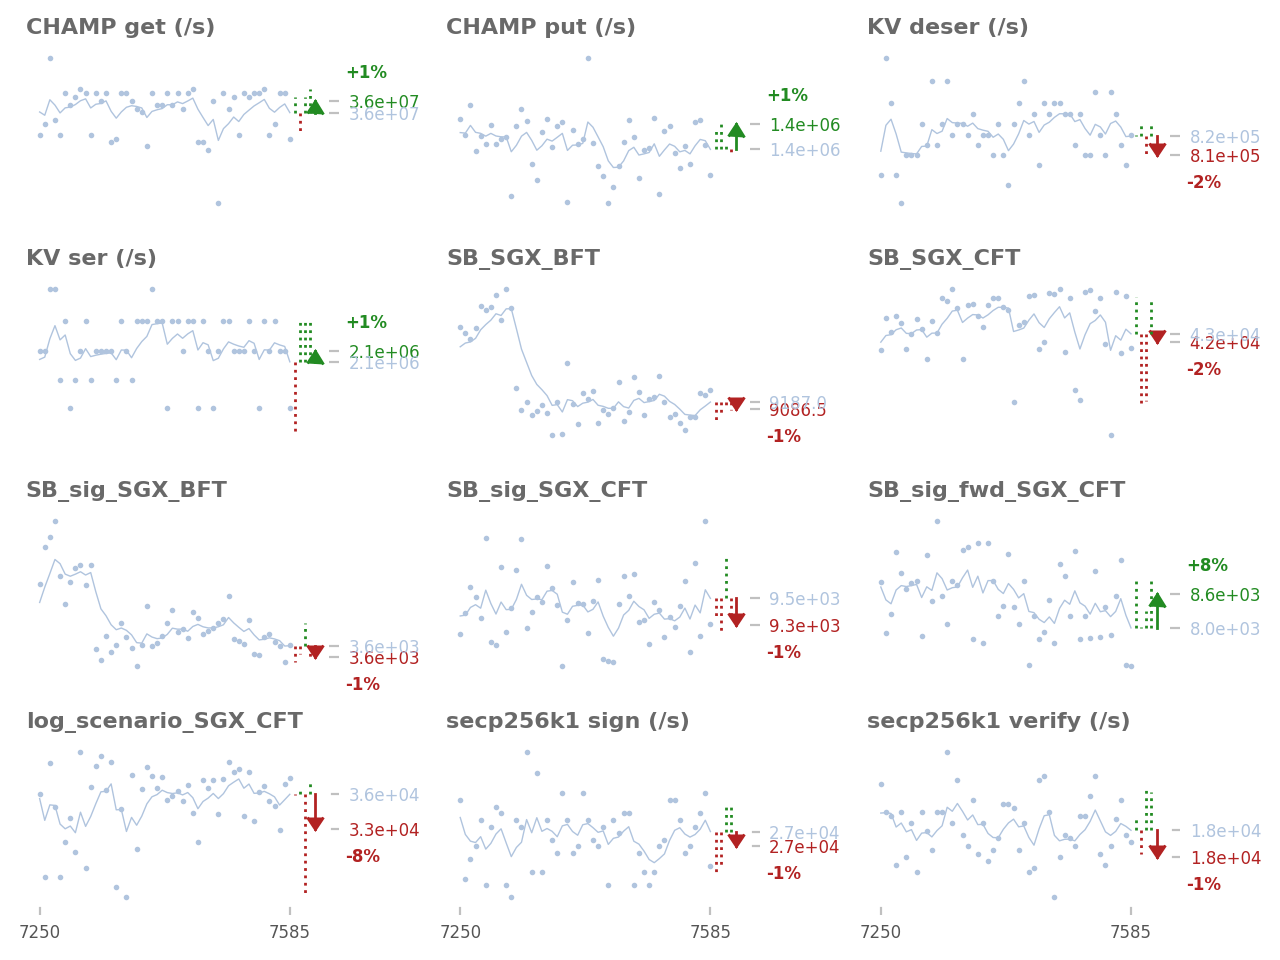 CHAMP get (/s)
+1%
3.6e+07
3.6e+07
CHAMP put (/s)
+1%
1.4e+06
1.4e+06
KV deser (/s)
8.2e+05
8.1e+05
-2%
KV ser (/s)
+1%
2.1e+06
2.1e+06
SB_SGX_BFT
9187.0
9086.5
-1%
SB_SGX_CFT
4.3e+04
4.2e+04
-2%
SB_sig_SGX_BFT
3.6e+03
3.6e+03
-1%
SB_sig_SGX_CFT
9.5e+03
9.3e+03
-1%
SB_sig_fwd_SGX_CFT
+8%
8.6e+03
8.0e+03
log_scenario_SGX_CFT
3.6e+04
3.3e+04
-8%
7250 7585
secp256k1 sign (/s)
2.7e+04
2.7e+04
-1%
7250 7585
secp256k1 verify (/s)
1.8e+04
1.8e+04
-1%
7250 7585